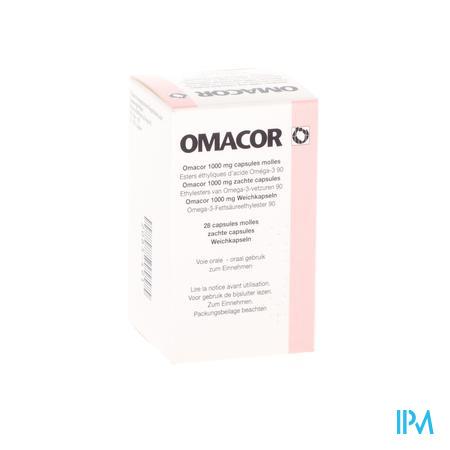 OMACOR
Omacor 1000 mg capsules molles
Esters éthyliques d'acide Oméga-3 90
Omacor 1000 mg zachte capsules
Ethylesters van Omega-3-vetzuren 90
Omacor 1000 mg Weichkapseln
Omega-3-Fettsäureethylester 90
28 capsules molles
zachte capsules
Weichkapseln
Voie orale - oraal gebruik
zum Einnehmen
Lire la notice avant utilisation.
Voor gebruik de bijsluiter lezen.
Zum Einnehmen.
Packungsbeilage beachten
IPM